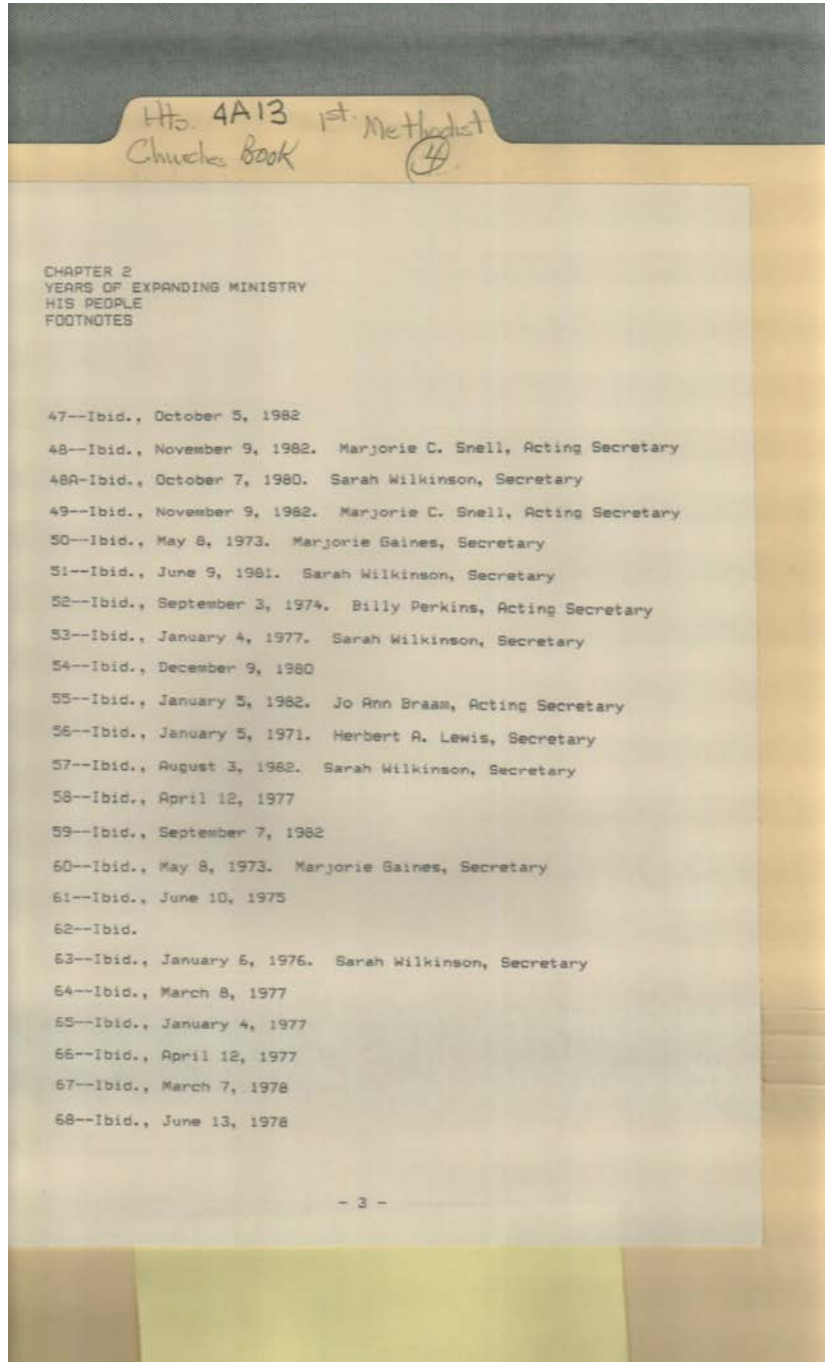 Hts. 4A13 1st. Methodist
Churches Book 4
CHAPTER 2
YEARS OF EXPANDING MINISTRY
HIS PEOPLE
FOOTNOTES
47--Ibid., October 5, 1982
48--Ibid., November 9, 1982. Marjorie C. Snell, Acting Secretary
48A-Ibid., October 7, 1980. Sarah Wilkinson, Secretary
49--Ibid., November 9, 1982. Marjorie C. Snell, Acting Secretary
50--Ibid., May 8, 1973. Marjorie Gaines, Secretary
51--Ibid., June 9, 1981. Sarah Wilkinson, Secretary
52--Ibid., September 3, 1974. Billy Perkins, Acting Secretary
53--Ibid., January 4, 1977. Sarah Wilkinson, Secretary
54--Ibid., December 9, 1980
55--Ibid., January 5, 1982. Jo Ann Braam, Acting Secretary
56--Ibid., January 5, 1971. Herbert A. Lewis, Secretary
57--Ibid., August 3, 1982. Sarah Wilkinson, Secretary
58--Ibid., April 12, 1977
59--Ibid., September 7, 1982
60--Ibid., May 8, 1973. Marjorie Gaines, Secretary
61--Ibid., June 10, 1975
62--Ibid.
63--Ibid., January 6, 1976. Sarah Wilkinson, Secretary
64--Ibid., March 8, 1977
65--Ibid., January 4, 1977
66--Ibid., April 12, 1977
67--Ibid., March 7, 1978
68--Ibid., June 13, 1978
- 3 -